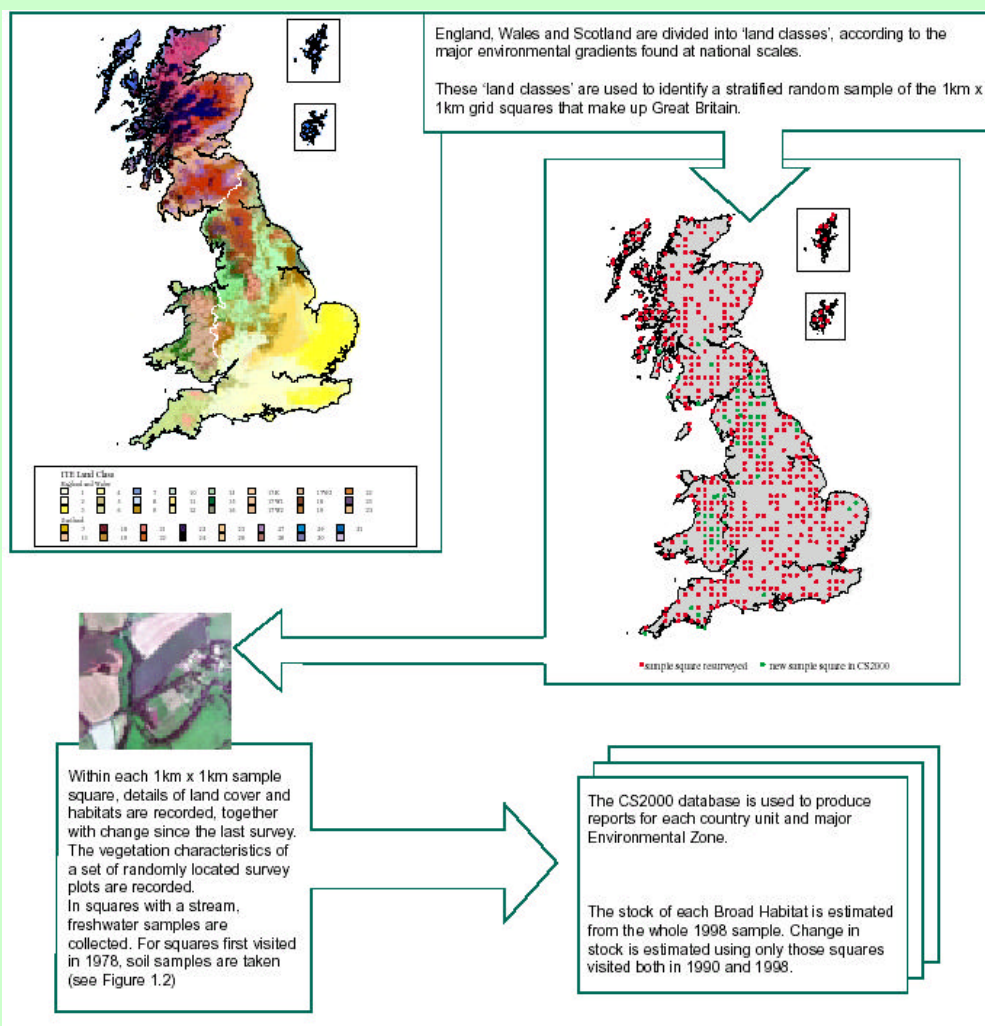 England, Wales and Scotland are divided into 'land classes', according to the
major environmental gradients found at national scales.
These 'land classes' are used to identify a stratified random sample of the 1km x
1km grid squares that make up Great Britain.
ITE Land Class
England and Wales
Scotland
sample square resurveyed new sample square in CS2000
Within each 1km x 1km sample
square, details of land cover and
habitats are recorded, together
with change since the last survey.
The vegetation characteristics of
a set of randomly located survey
plots are recorded.
In squares with a stream,
freshwater samples are
collected. For squares first visited
in 1978, soil samples are taken
(see Figure 1.2)
The CS2000 database is used to produce
reports for each country unit and major
Environmental Zone.
The stock of each Broad Habitat is estimated
from the whole 1998 sample. Change in
stock is estimated using only those squares
visited both in 1990 and 1998.